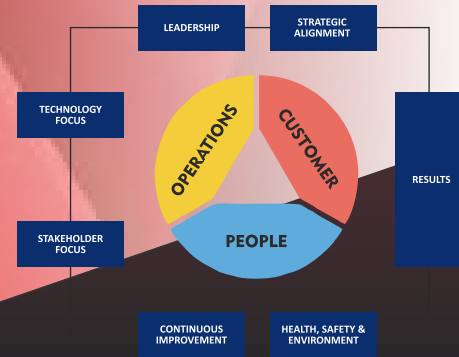 LEADERSHIP
STRATEGIC
ALIGNMENT
TECHNOLOGY
FOCUS
OPERATIONS
CUSTOMER
RESULTS
STAKEHOLDER
FOCUS
PEOPLE
CONTINUOUS
IMPROVEMENT
HEALTH, SAFETY &
ENVIRONMENT